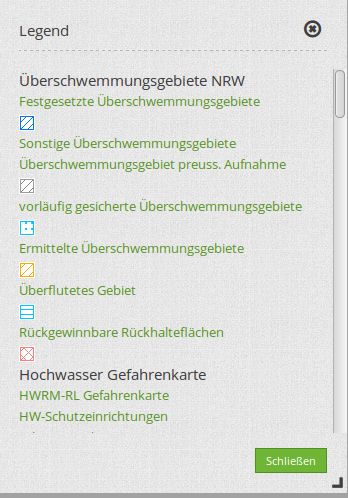 Legend
Überschwemmungsgebiete NRW
Festgesetzte Überschwemmungsgebiete
Sonstige Überschwemmungsgebiete
Überschwemmungsgebiet preuss. Aufnahme
vorläufig gesicherte Überschwemmungsgebiete
Ermittelte Überschwemmungsgebiete
Überflutetes Gebiet
Rückgewinnbare Rückhalteflächen
Hochwasser Gefahrenkarte
HWRM-RL Gefahrenkarte
HW-Schutzeinrichtungen
Schließen